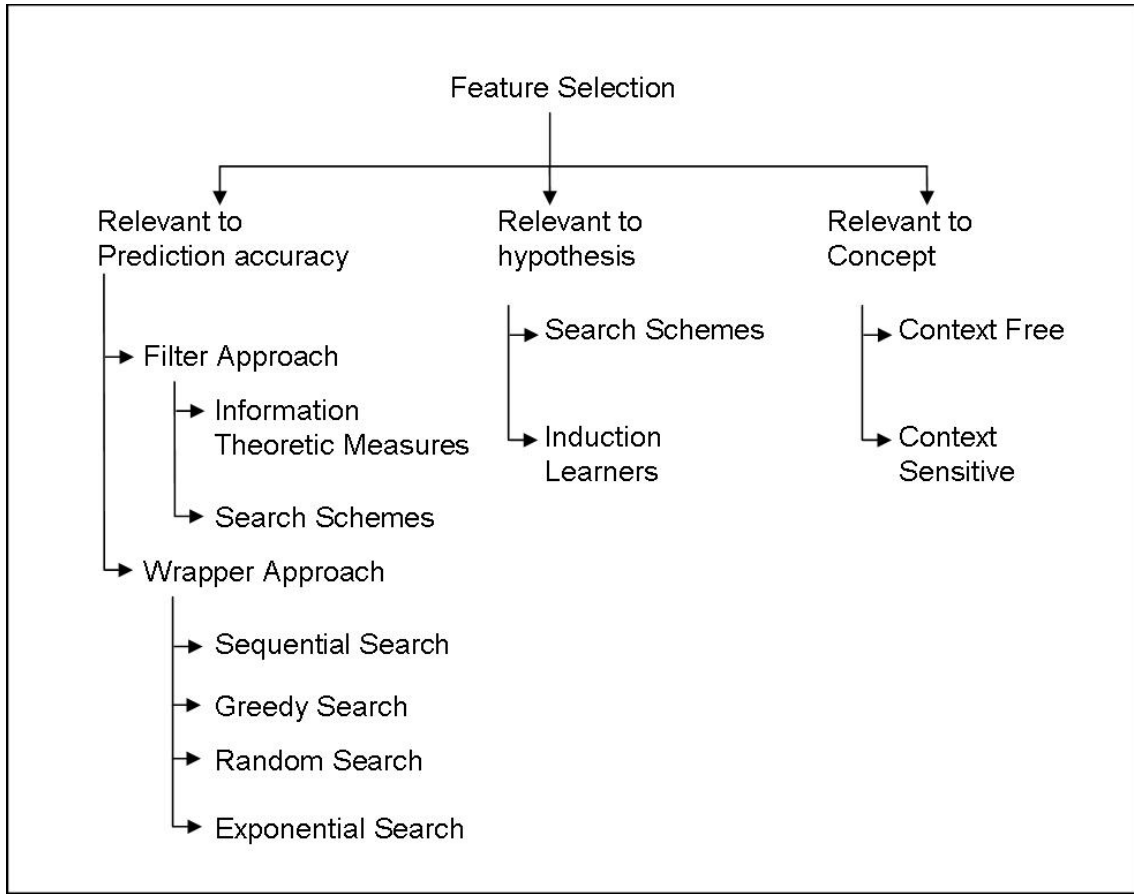 Feature Selection
Relevant to
Prediction accuracy
Filter Approach
Information
Theoretic Measures
Search Schemes
Wrapper Approach
Sequential Search
Greedy Search
Random Search
Exponential Search
Relevant to
hypothesis
Search Schemes
Induction
Learners
Relevant to
Concept
Context Free
Context
Sensitive